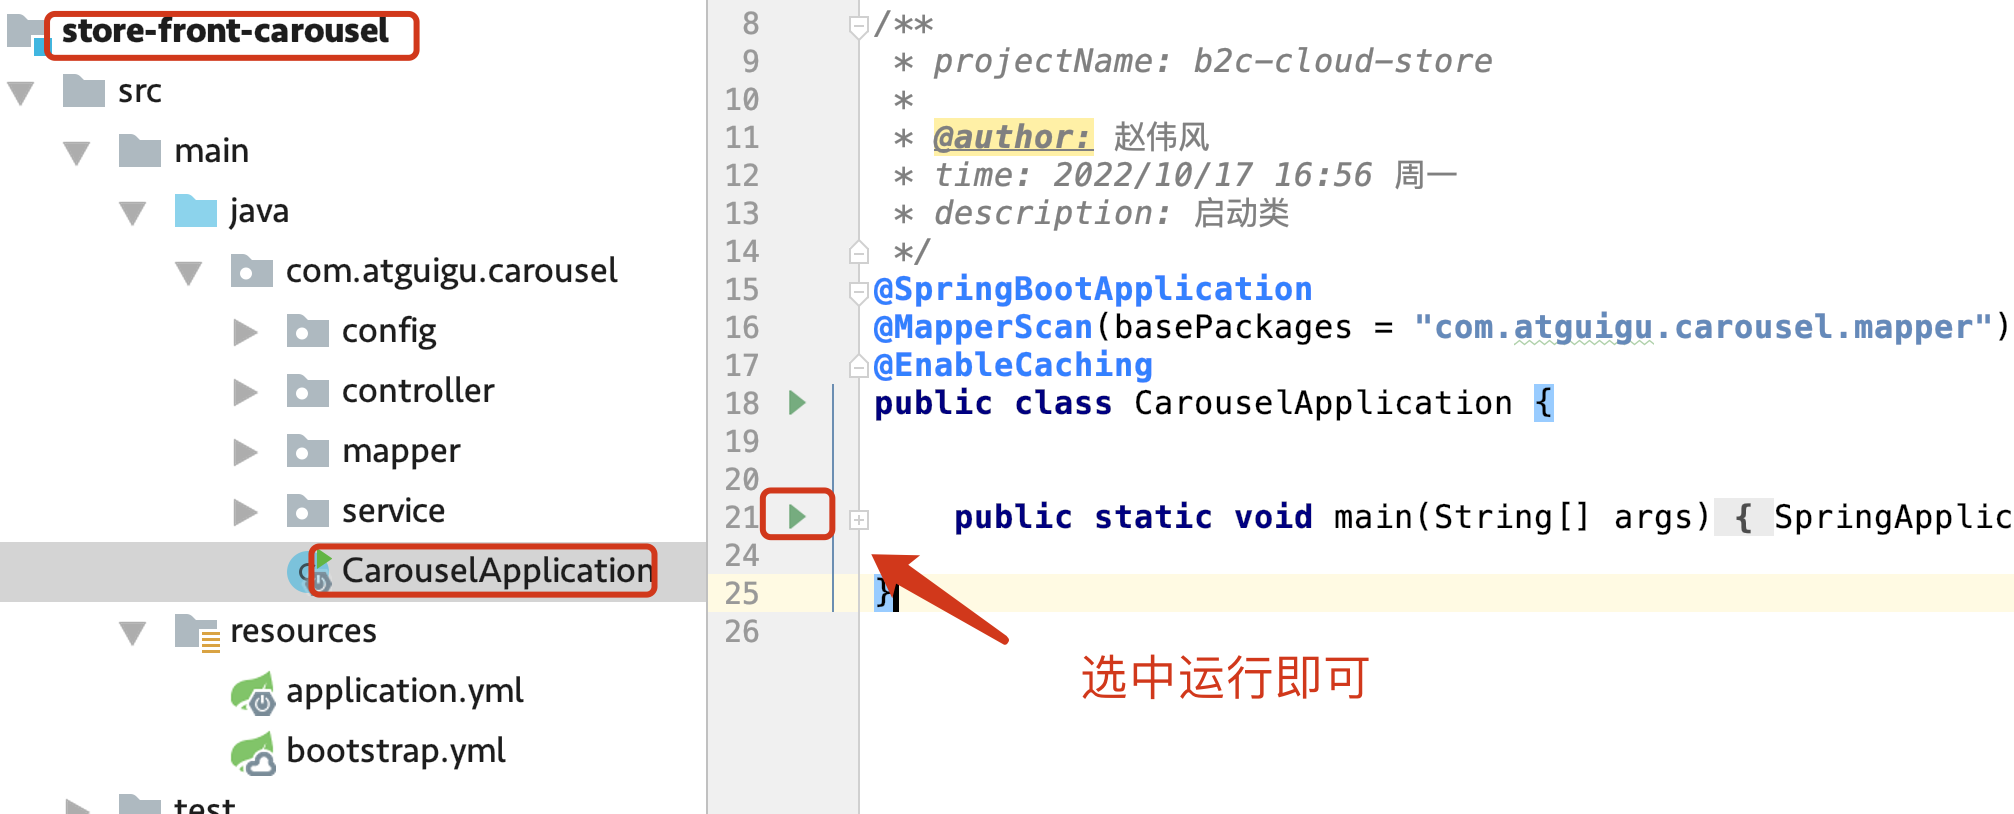 store-front-carousel
src
main
java
com.atguigu.carousel
config
controller
mapper
service
CarouselApplication
resources
application.yml
bootstrap.yml
test
8 /**
9 * projectName: b2c-cloud-store
10 *
11 * @author: 赵伟风
12 * time: 2022/10/17 16:56 周一
13 * description: 启动类
14 */
15 @SpringBootApplication
16 @MapperScan(basePackages = "com.atguigu.carousel.mapper")
17 @EnableCaching
18 public class CarouselApplication {
19
20
21 public static void main(String[] args) { SpringApplic
24
25 }
26
选中运行即可